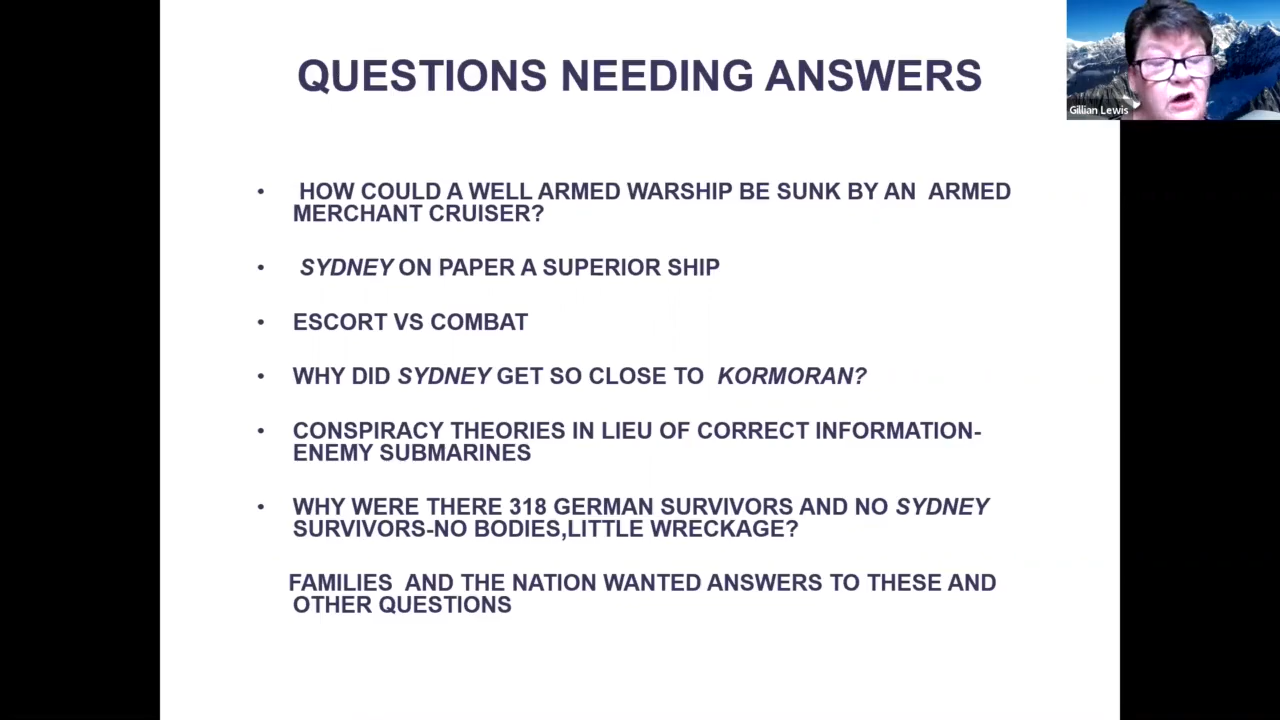 QUESTIONS NEEDING ANSWERS
Gillian Lewis
• HOW COULD A WELL ARMED WARSHIP BE SUNK BY AN ARMED
MERCHANT CRUISER?
• SYDNEY ON PAPER A SUPERIOR SHIP
• ESCORT VS COMBAT
• WHY DID SYDNEY GET SO CLOSE TO KORMORAN?
• CONSPIRACY THEORIES IN LIEU OF CORRECT INFORMATION-
ENEMY SUBMARINES
• WHY WERE THERE 318 GERMAN SURVIVORS AND NO SYDNEY
SURVIVORS-NO BODIES,LITTLE WRECKAGE?
FAMILIES AND THE NATION WANTED ANSWERS TO THESE AND
OTHER QUESTIONS